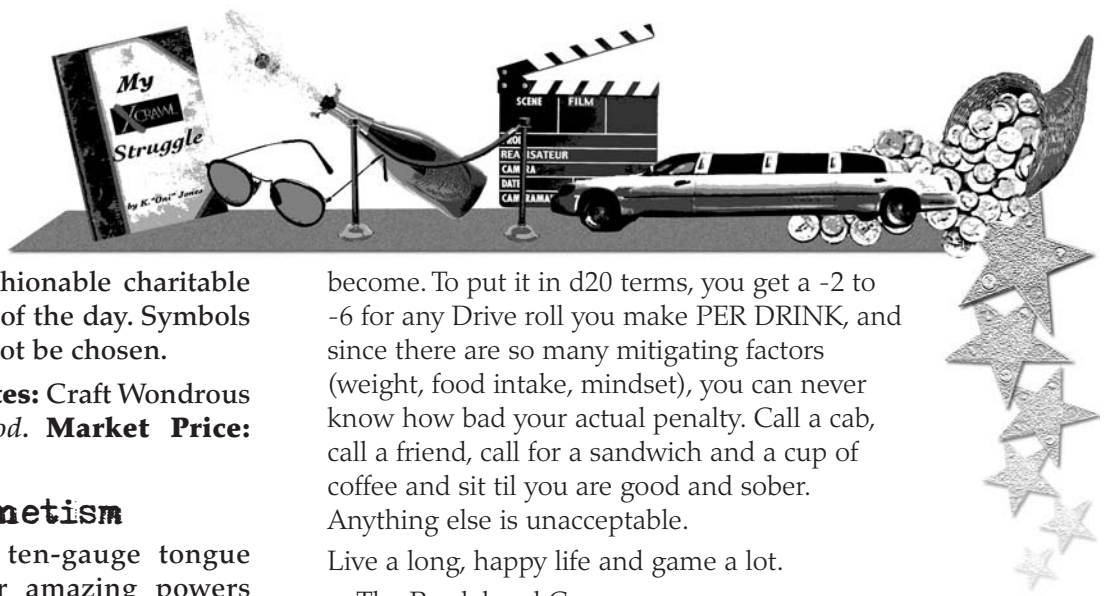 My
XCRAWL
Struggle
by K. "Oni" Jones
SCENE FILM
REALISATEUR
CAMERA
DATE
CAMERAMAN
hionable charitable
of the day. Symbols
ot be chosen.
tes: Craft Wondrous
od. Market Price:
netism
ten-gauge tongue
r amazing powers
become. To put it in d20 terms, you get a -2 to
-6 for any Drive roll you make PER DRINK, and
since there are so many mitigating factors
(weight, food intake, mindset), you can never
know how bad your actual penalty. Call a cab,
call a friend, call for a sandwich and a cup of
coffee and sit til you are good and sober.
Anything else is unacceptable.
Live a long, happy life and game a lot.